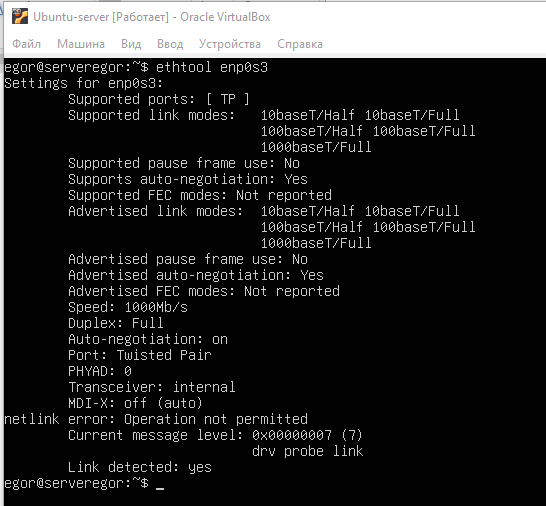 Ubuntu-server [Работает] - Oracle VirtualBox
Файл Машина Вид Ввод Устройства Справка
egor@serveregor:~$ ethtool enp0s3
Settings for enp0s3:
        Supported ports: [ TP ]
        Supported link modes:   10baseT/Half 10baseT/Full
                                100baseT/Half 100baseT/Full
                                1000baseT/Full
        Supported pause frame use: No
        Supports auto-negotiation: Yes
        Supported FEC modes: Not reported
        Advertised link modes:  10baseT/Half 10baseT/Full
                                100baseT/Half 100baseT/Full
                                1000baseT/Full
        Advertised pause frame use: No
        Advertised auto-negotiation: Yes
        Advertised FEC modes: Not reported
        Speed: 1000Mb/s
        Duplex: Full
        Auto-negotiation: on
        Port: Twisted Pair
        PHYAD: 0
        Transceiver: internal
        MDI-X: off (auto)
netlink error: Operation not permitted
        Current message level: 0x00000007 (7)
                               drv probe link
        Link detected: yes
egor@serveregor:~$ _